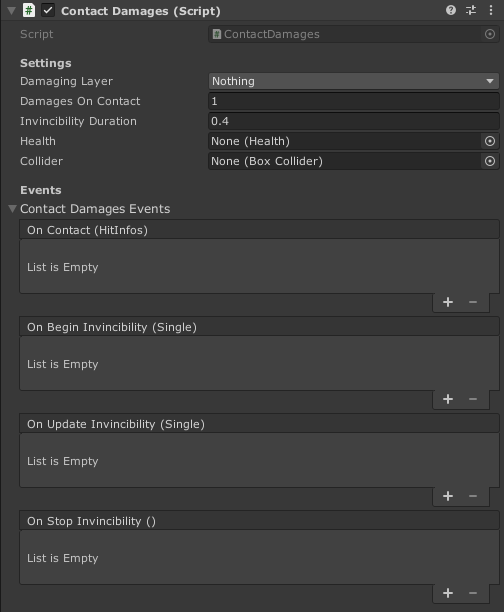 Contact Damages (Script)
Script ContactDamages
Settings
Damaging Layer Nothing
Damages On Contact 1
Invincibility Duration 0.4
Health None (Health)
Collider None (Box Collider)
Events
Contact Damages Events
On Contact (HitInfos)
List is Empty
On Begin Invincibility (Single)
List is Empty
On Update Invincibility (Single)
List is Empty
On Stop Invincibility ()
List is Empty